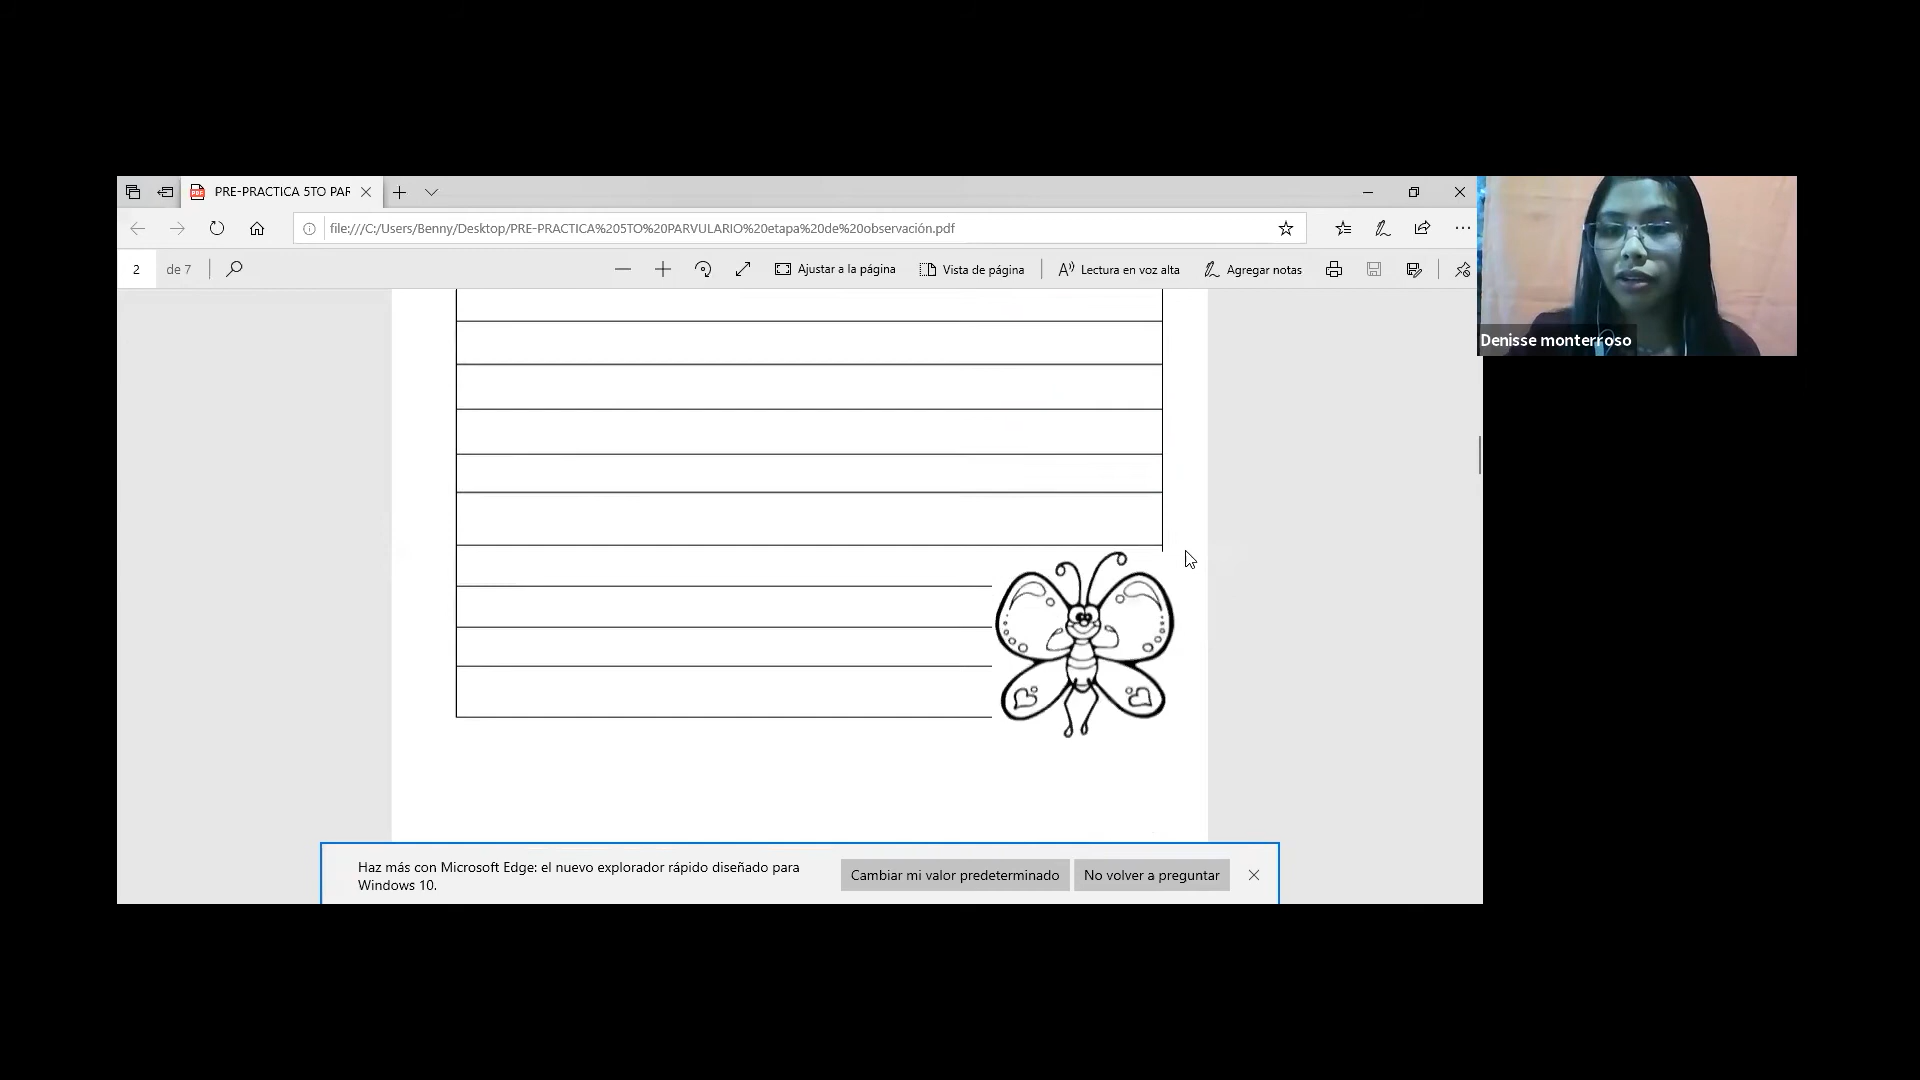 PRE-PRACTICA 5TO PAR
file:///C:/Users/Benny/Desktop/PRE-PRACTICA%205TO%20PARVULARIO%20etapa%20de%20observación.pdf
2 de 7 Ajustar a la página Vista de página Lectura en voz alta Agregar notas
Denisse monterroso
Haz más con Microsoft Edge: el nuevo explorador rápido diseñado para
Windows 10.
Cambiar mi valor predeterminado No volver a preguntar